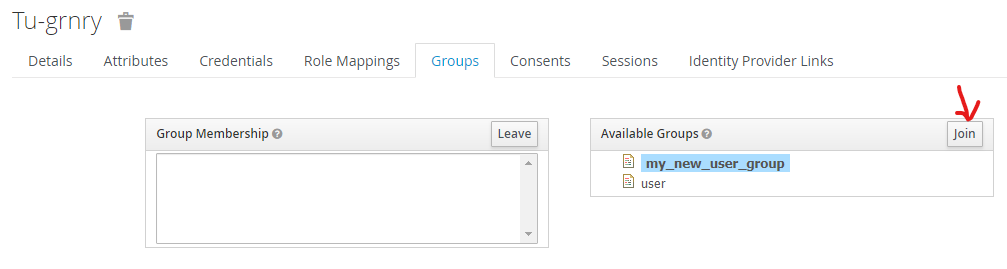 Tu-grnry
Details Attributes Credentials Role Mappings Groups Consents Sessions Identity Provider Links
Group Membership ? Leave
Available Groups ? Join
my_new_user_group
user